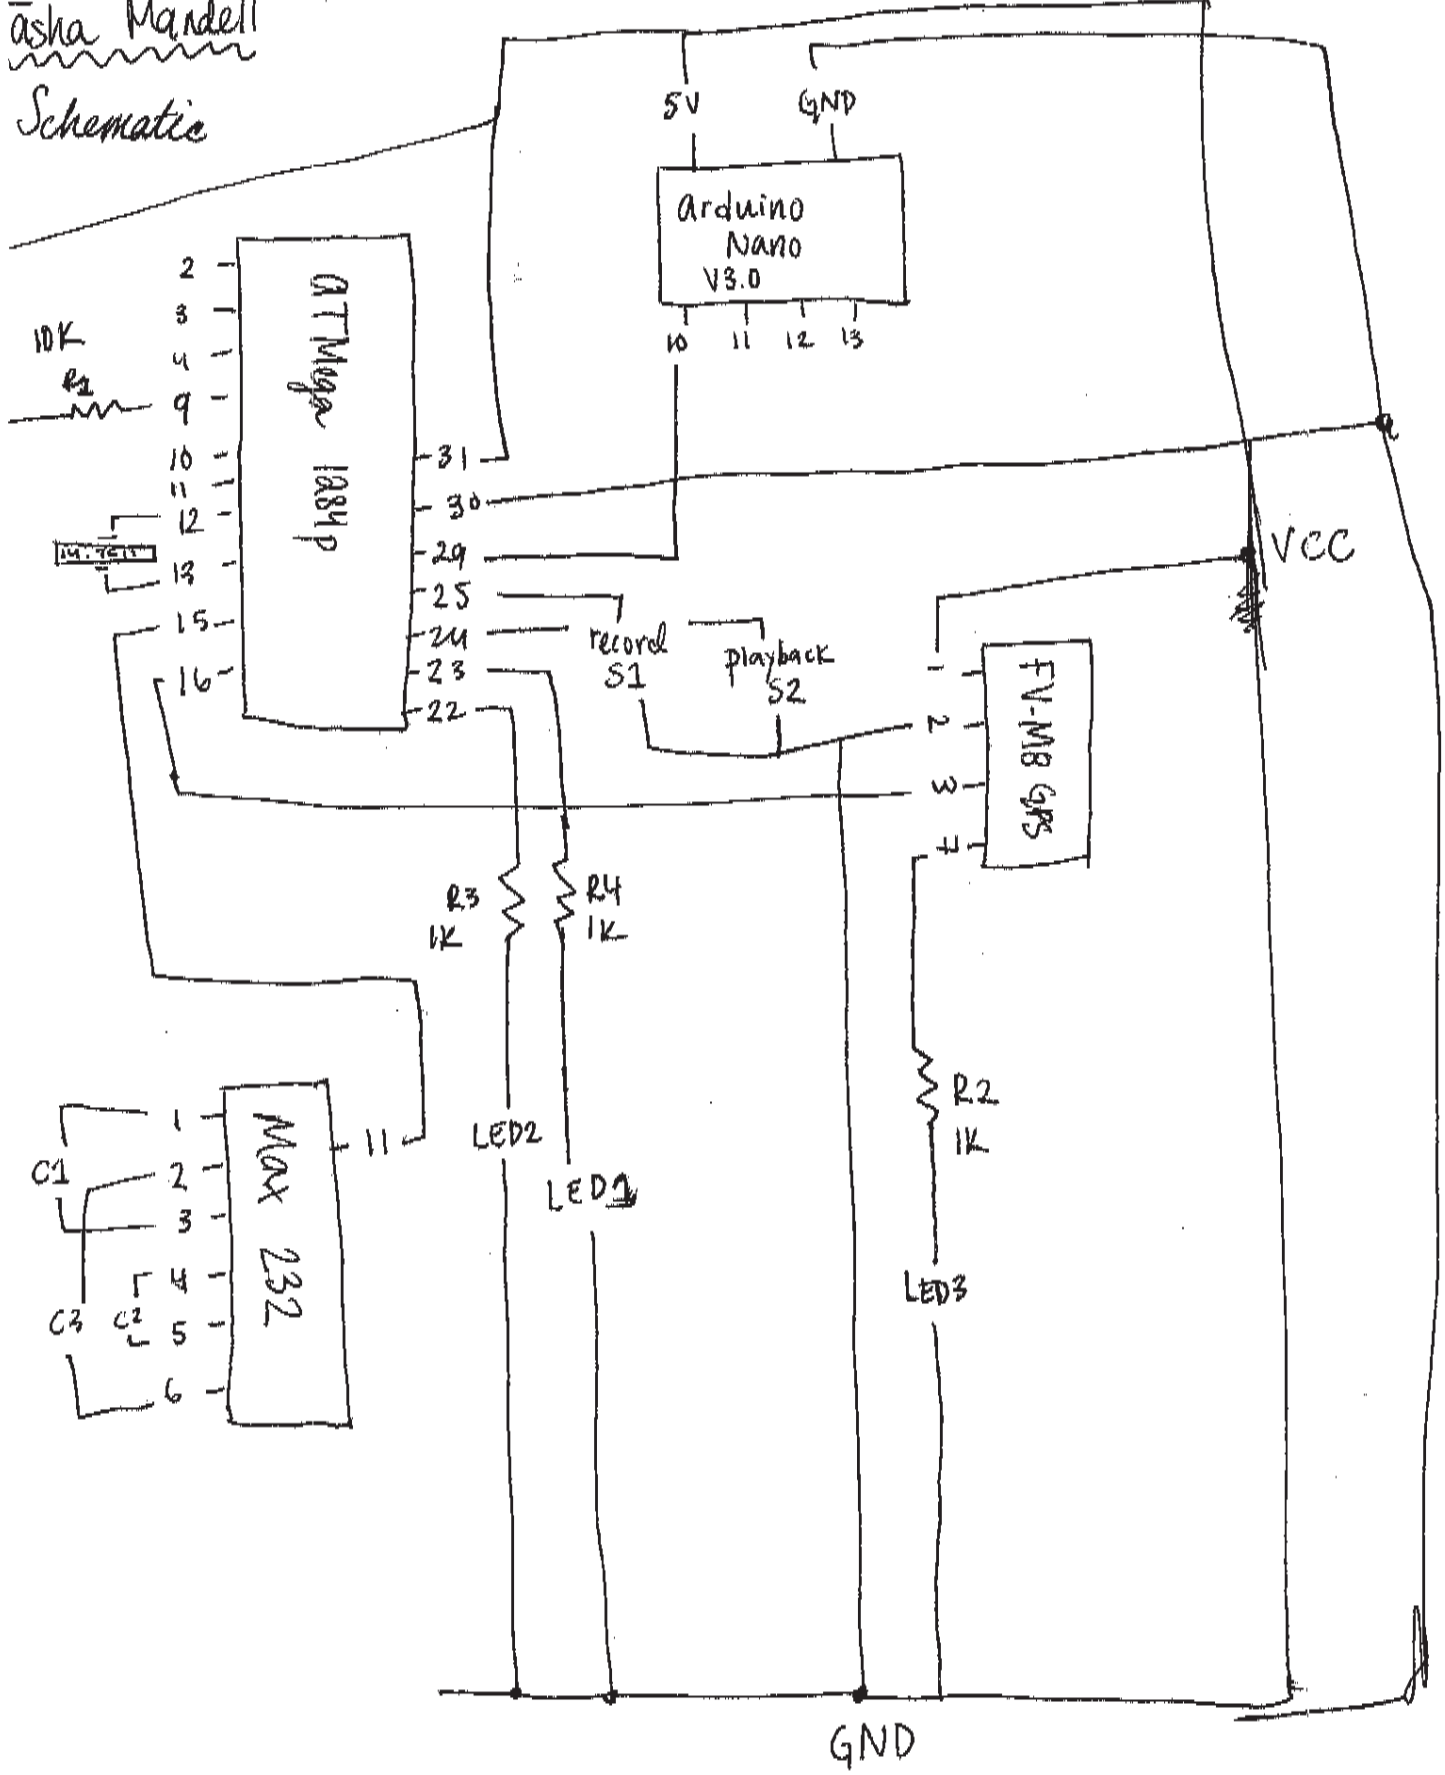 asha Mandell
Schematic
5V
GND
arduino
Nano
V3.0
10 11 12 13
ATMega 1284p
2
3
4
9
10
11
12
13
15
16
10K
31
30
29
25
24
23
22
record
S1
playback
S2
VCC
FV-M8 GPS
1
2
3
7
R3
1K
R4
1K
R2
1K
LED2
LED1
LED3
Max 232
1
2
3
4
5
6
11
C1
C3
C2
GND